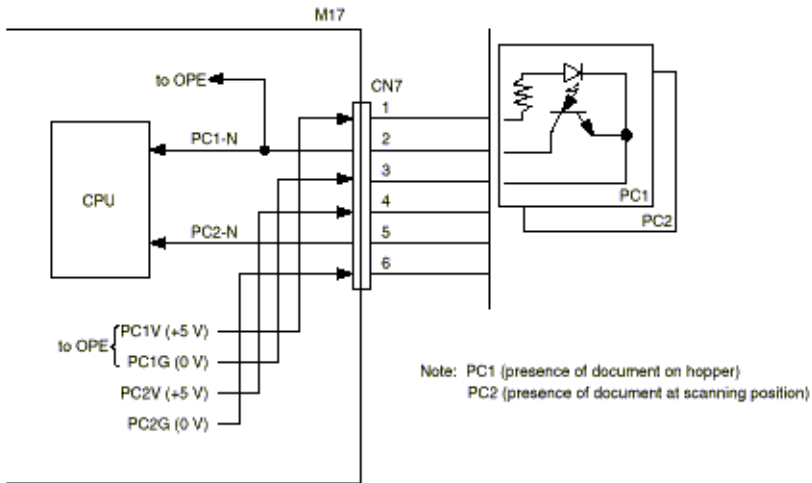 M17
to OPE
CN7
1
PC1-N
2
3
CPU
4
PC2-N
5
6
PC1
PC2
to OPE
PC1V (+5 V)
PC1G (0 V)
PC2V (+5 V)
PC2G (0 V)
Note: PC1 (presence of document on hopper)
PC2 (presence of document at scanning position)